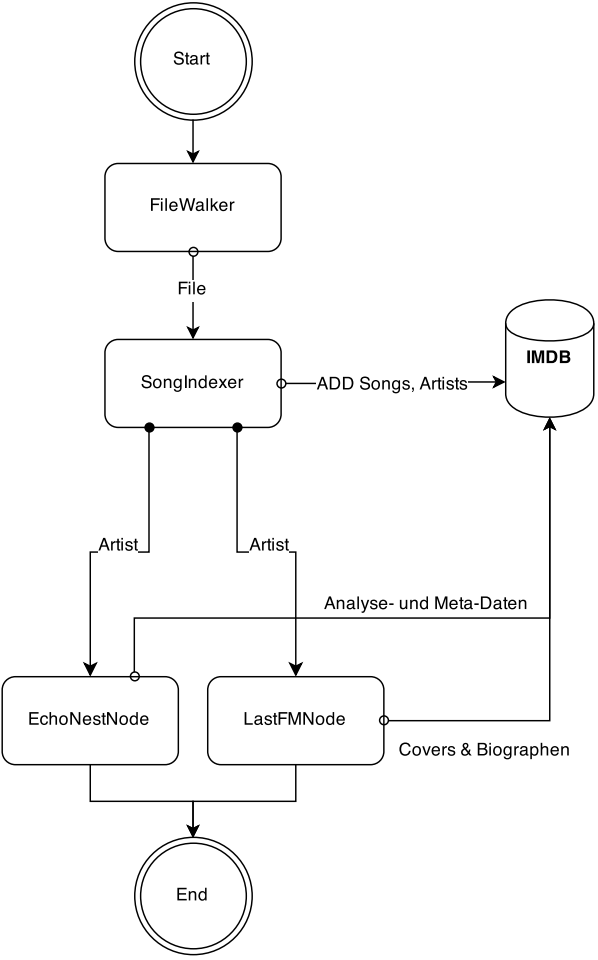 Start
FileWalker
File
SongIndexer
ADD Songs, Artists
IMDB
Artist
Artist
Analyse- und Meta-Daten
EchoNestNode
LastFMNode
Covers & Biographen
End